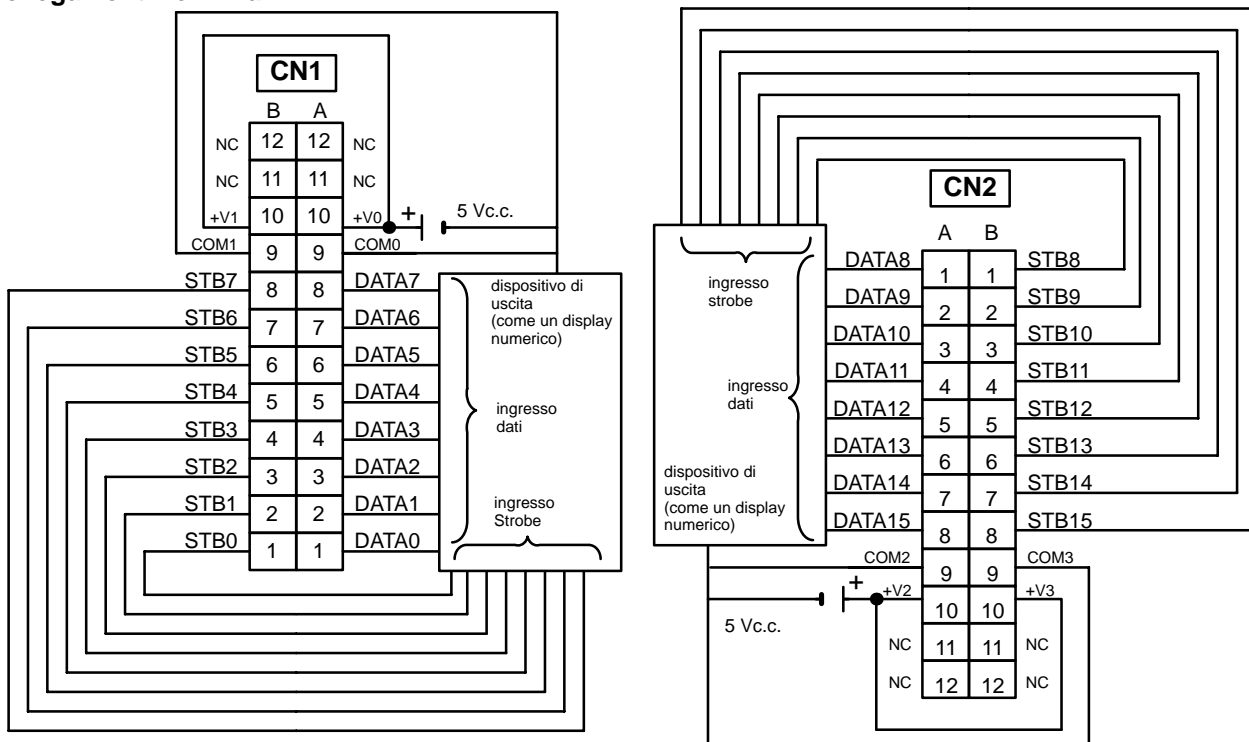 CN1
B A
NC 12 12 NC
NC 11 11 NC
+V1 10 10 +V0 + 5 Vc.c.
COM1 9 9 COM0
STB7 8 8 DATA7
STB6 7 7 DATA6
STB5 6 6 DATA5
STB4 5 5 DATA4
STB3 4 4 DATA3
STB2 3 3 DATA2
STB1 2 2 DATA1
STB0 1 1 DATA0
dispositivo di
uscita
(come un display
numerico)
ingresso
dati
ingresso
Strobe
CN2
A B
DATA8 1 1 STB8
DATA9 2 2 STB9
DATA10 3 3 STB10
DATA11 4 4 STB11
DATA12 5 5 STB12
DATA13 6 6 STB13
DATA14 7 7 STB14
DATA15 8 8 STB15
COM2 9 9 COM3
+ +V2 10 10 +V3
5 Vc.c.
NC 11 11 NC
NC 12 12 NC
ingresso
strobe
ingresso
dati
dispositivo di
uscita
(come un display
numerico)